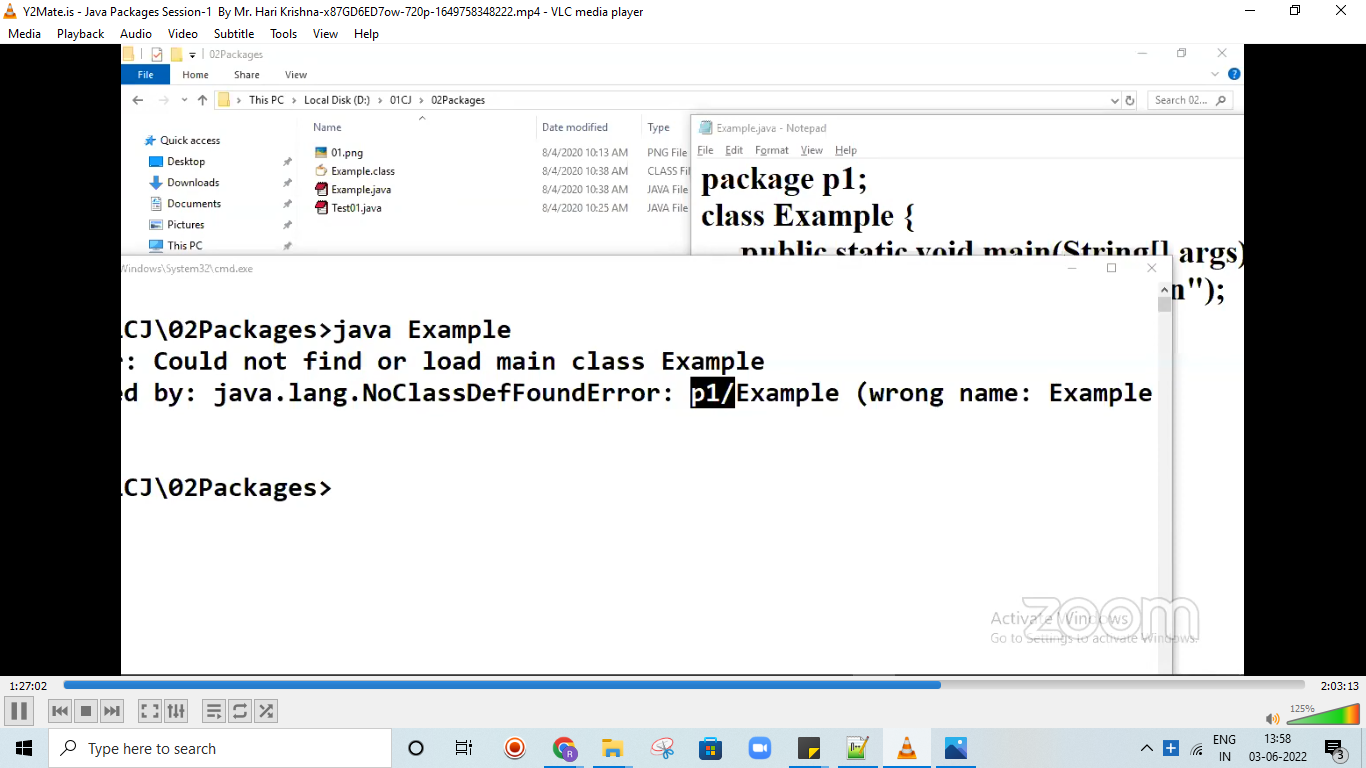 Y2Mate.is - Java Packages Session-1 By Mr. Hari Krishna-x87GD6ED7ow-720p-1649758348222.mp4 - VLC media player
Media Playback Audio Video Subtitle Tools View Help
02Packages
File Home Share View
This PC > Local Disk (D:) > 01CJ > 02Packages
Search 02...
Name Date modified Type
Quick access
Desktop
Downloads
Documents
Pictures
This PC
01.png 8/4/2020 10:13 AM PNG File
Example.class 8/4/2020 10:38 AM CLASS Fil
Example.java 8/4/2020 10:38 AM JAVA File
Test01.java 8/4/2020 10:25 AM JAVA File
Example.java - Notepad
File Edit Format View Help
package p1;
class Example {
public static void main(String[] args)
n");
Windows\System32\cmd.exe
CJ\02Packages>java Example
r: Could not find or load main class Example
ed by: java.lang.NoClassDefFoundError: p1/Example (wrong name: Example
CJ\02Packages>
zoom
Activate Windows
Go to Settings to activate Windows.
1:27:02
2:03:13
125%
Type here to search
ENG
IN
13:58
03-06-2022
3